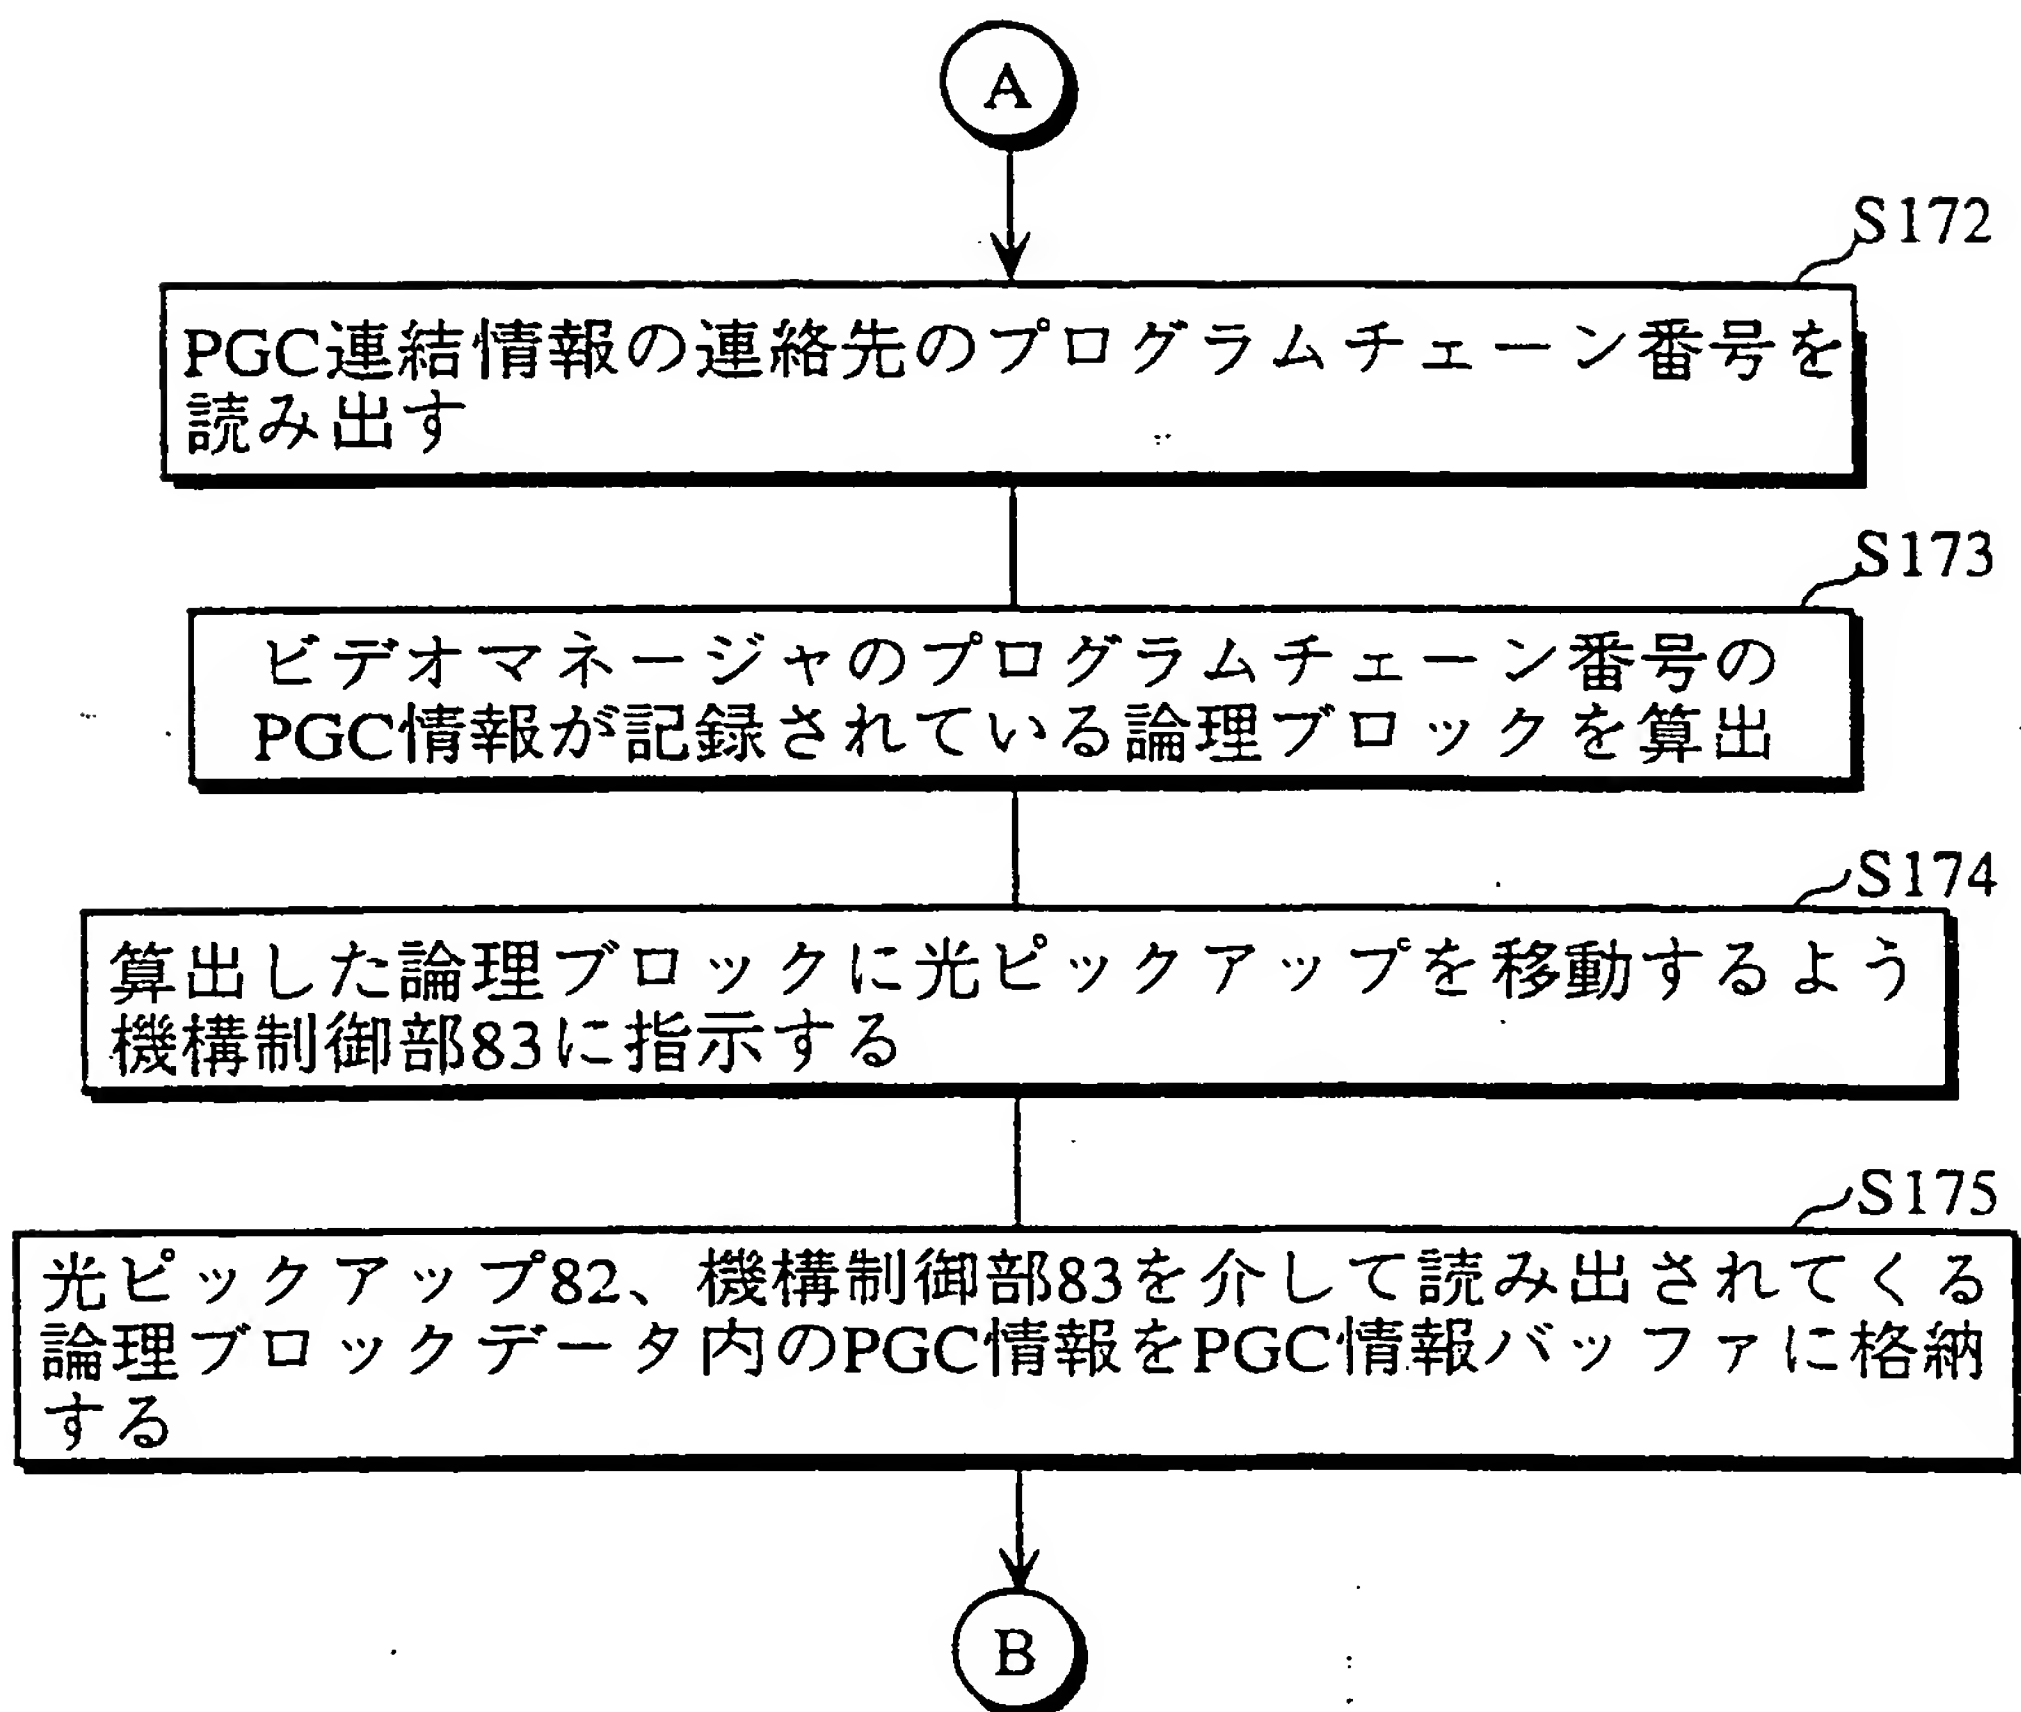 A
S172
PGC連結情報の連絡先のプログラムチェーン番号を
読み出す
S173
ビデオマネージャのプログラムチェーン番号の
PGC情報が記録されている論理ブロックを算出
S174
算出した論理ブロックに光ピックアップを移動するよう
機構制御部83に指示する
S175
光ピックアップ82、機構制御部83を介して読み出されてくる
論理ブロックデータ内のPGC情報をPGC情報バッファに格納
する
B